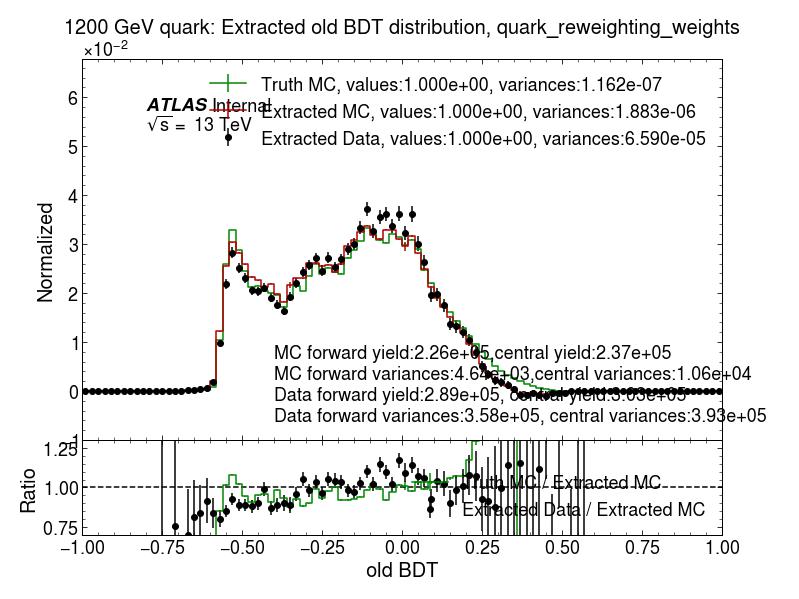 1200 GeV quark: Extracted old BDT distribution, quark_reweighting_weights
×10⁻²
Truth MC, values:1.000e+00, variances:1.162e-07
ATLAS Internal
Extracted MC, values:1.000e+00, variances:1.883e-06
√s = 13 TeV
Extracted Data, values:1.000e+00, variances:6.590e-05
6
5
4
3
2
1
0
−1
Normalized
MC forward yield:2.26e+05,central yield:2.37e+05
MC forward variances:4.64e+03,central variances:1.06e+04
Data forward yield:2.89e+05, central yield:3.03e+05
Data forward variances:3.58e+05, central variances:3.93e+05
1.25
1.00
0.75
Ratio
Truth MC / Extracted MC
Extracted Data / Extracted MC
−1.00 −0.75 −0.50 −0.25 0.00 0.25 0.50 0.75 1.00
old BDT